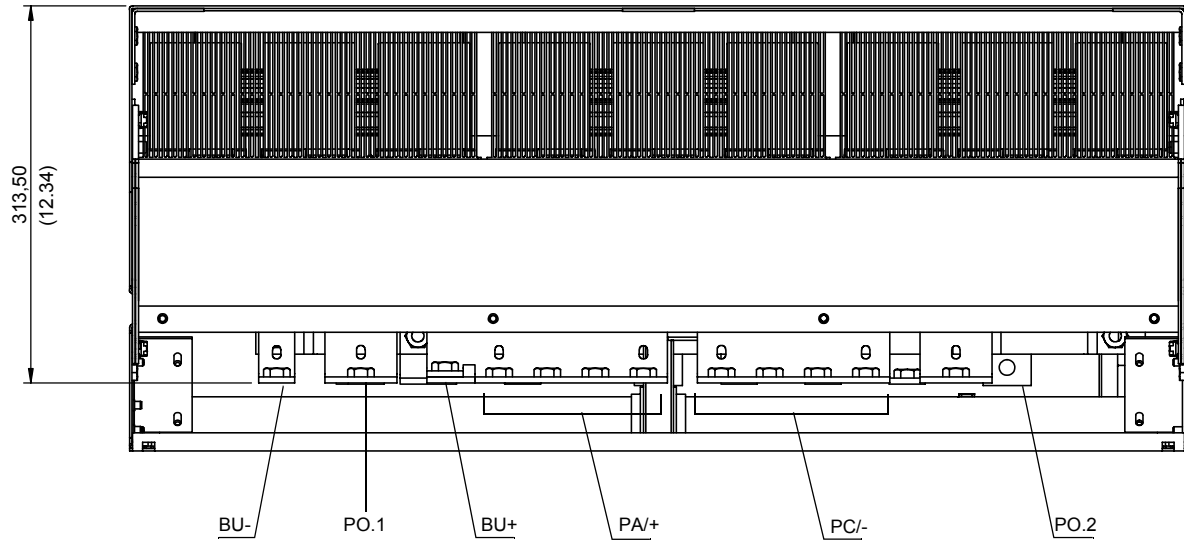 313,50
(12.34)
BU-
PO.1
BU+
PA/+
PC/-
PO.2